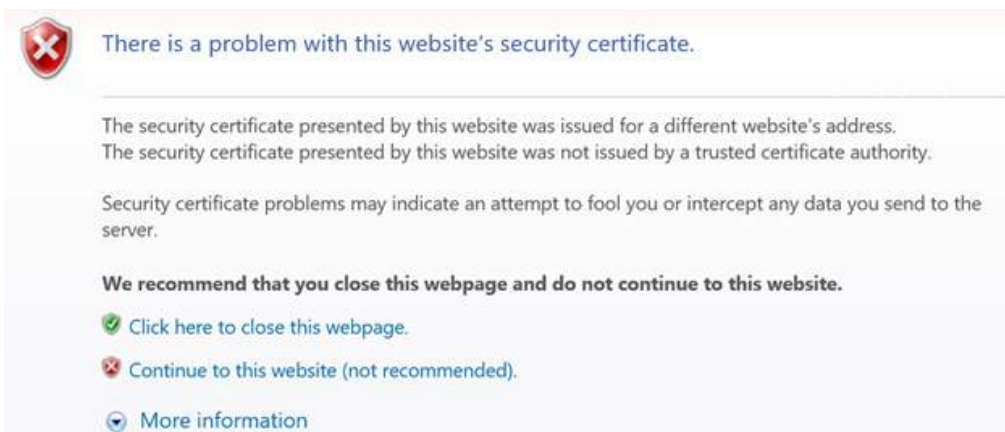 There is a problem with this website's security certificate.
The security certificate presented by this website was issued for a different website's address.
The security certificate presented by this website was not issued by a trusted certificate authority.
Security certificate problems may indicate an attempt to fool you or intercept any data you send to the
server.
We recommend that you close this webpage and do not continue to this website.
Click here to close this webpage.
Continue to this website (not recommended).
More information